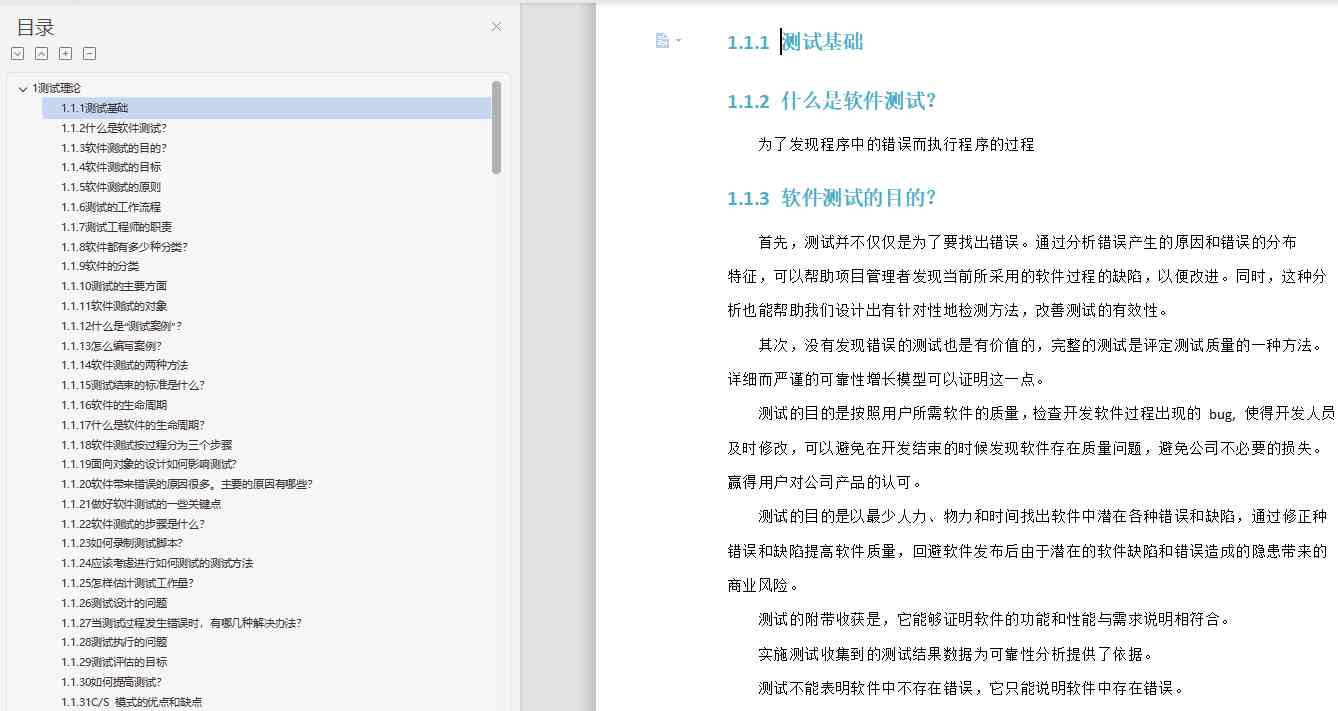 目录
1测试理论
1.1.1测试基础
1.1.2什么是软件测试?
1.1.3软件测试的目的?
1.1.4软件测试的目标
1.1.5软件测试的原则
1.1.6测试的工作流程
1.1.7测试工程师的职责
1.1.8软件都有多少种分类?
1.1.9软件的分类
1.1.10测试的主要方面
1.1.11软件测试的对象
1.1.12什么是“测试案例”?
1.1.13怎么编写案例?
1.1.14软件测试的两种方法
1.1.15测试结束的标准是什么?
1.1.16软件的生命周期
1.1.17什么是软件的生命周期?
1.1.18软件测试按过程分为三个步骤
1.1.19面向对象的设计如何影响测试?
1.1.20软件带来错误的原因很多。主要的原因有哪些?
1.1.21做好软件测试的一些关键点
1.1.22软件测试的步骤是什么?
1.1.23如何录制测试脚本?
1.1.24应该考虑进行如何测试的测试方法
1.1.25怎样估计测试工作量?
1.1.26测试设计的问题
1.1.27当测试过程发生错误时，有哪几种解决办法?
1.1.28测试执行的问题
1.1.29测试评估的目标
1.1.30如何提高测试?
1.1.31C/S 模式的优点和缺点
1.1.1 测试基础
1.1.2 什么是软件测试？
为了发现程序中的错误而执行程序的过程
1.1.3 软件测试的目的？
首先，测试并不仅仅是为了要找出错误。通过分析错误产生的原因和错误的分布
特征，可以帮助项目管理者发现当前所采用的软件过程的缺陷，以便改进。同时，这种分
析也能帮助我们设计出有针对性地检测方法，改善测试的有效性。
其次，没有发现错误的测试也是有价值的，完整的测试是评定测试质量的一种方法。
详细而严谨的可靠性增长模型可以证明这一点。
测试的目的是按照用户所需软件的质量，检查开发软件过程出现的 bug, 使得开发人员
及时修改，可以避免在开发结束的时候发现软件存在质量问题，避免公司不必要的损失。
赢得用户对公司产品的认可。
测试的目的是以最少人力、物力和时间找出软件中潜在各种错误和缺陷，通过修正种
错误和缺陷提高软件质量，回避软件发布后由于潜在的软件缺陷和错误造成的隐患带来的
商业风险。
测试的附带收获是，它能够证明软件的功能和性能与需求说明相符合。
实施测试收集到的测试结果数据为可靠性分析提供了依据。
测试不能表明软件中不存在错误，它只能说明软件中存在错误。